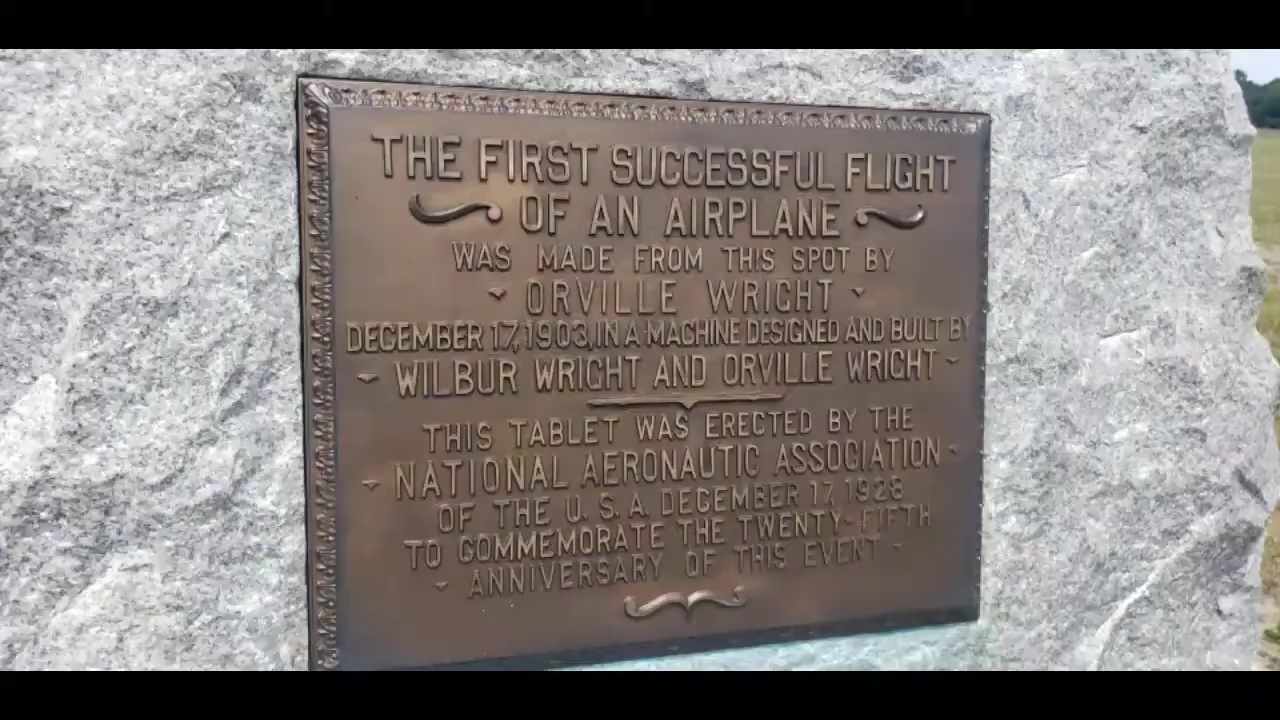 THE FIRST SUCCESSFUL FLIGHT
OF AN AIRPLANE
WAS MADE FROM THIS SPOT BY
ORVILLE WRIGHT
DECEMBER 17, 1903, IN A MACHINE DESIGNED AND BUILT BY
WILBUR WRIGHT AND ORVILLE WRIGHT
THIS TABLET WAS ERECTED BY THE
NATIONAL AERONAUTIC ASSOCIATION
OF THE U. S. A. DECEMBER 17, 1928
TO COMMEMORATE THE TWENTY-FIFTH
ANNIVERSARY OF THIS EVENT